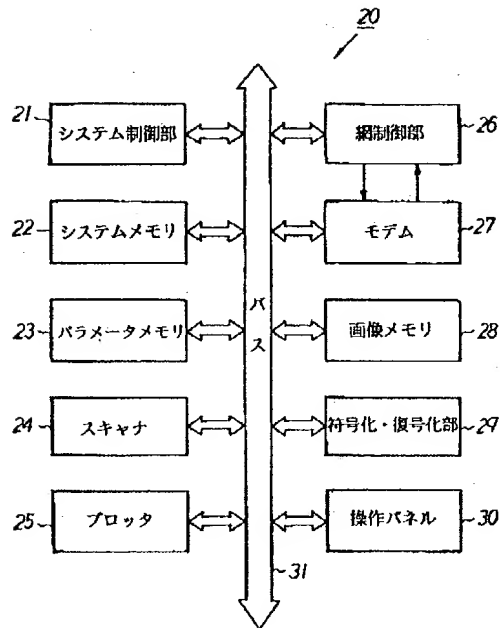 20
21
システム制御部
網制御部
26
22
システムメモリ
モデム
27
23
パラメータメモリ
バス
画像メモリ
28
24
スキャナ
符号化・復号化部
29
25
プロッタ
操作パネル
30
31